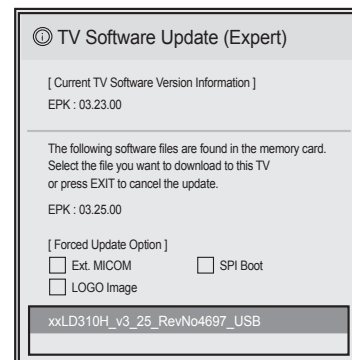 ⓘ TV Software Update (Expert)
[ Current TV Software Version Information ]
EPK : 03.23.00
The following software files are found in the memory card.
Select the file you want to download to this TV
or press EXIT to cancel the update.
EPK : 03.25.00
[ Forced Update Option ]
Ext. MICOM SPI Boot
LOGO Image
xxLD310H_v3_25_RevNo4697_USB